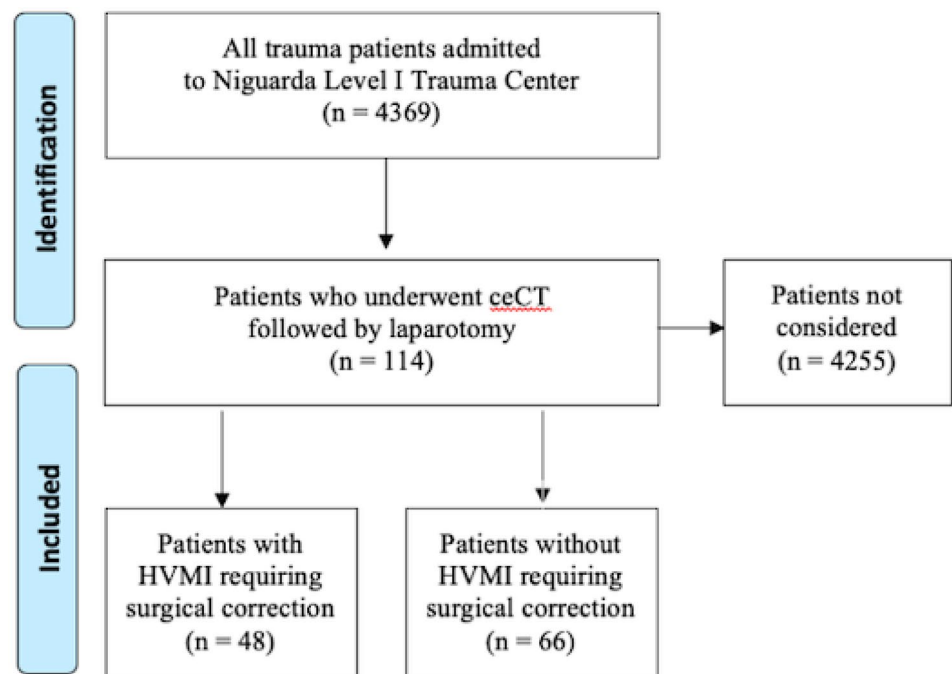 Identification
All trauma patients admitted
to Niguarda Level I Trauma Center
(n = 4369)
Patients who underwent ceCT
followed by laparotomy
(n = 114)
Patients not
considered
(n = 4255)
Included
Patients with
HVMI requiring
surgical correction
(n = 48)
Patients without
HVMI requiring
surgical correction
(n = 66)